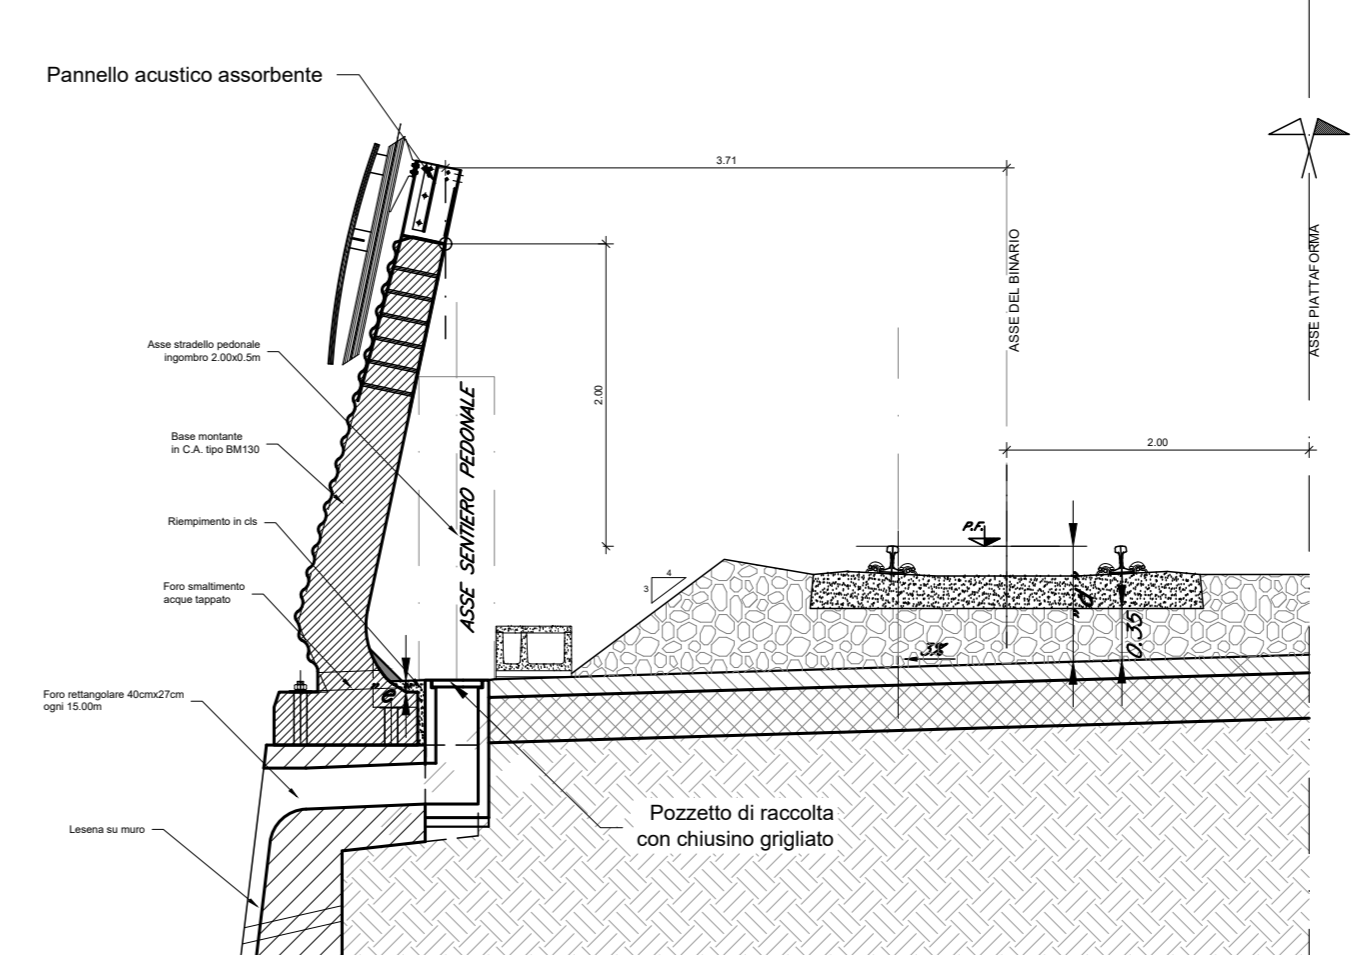 Pannello acustico assorbente
3.71
ASSE DEL BINARIO
ASSE PIATTAFORMA
Asse stradello pedonale
ingombro 2.00x0.5m
2.00
ASSE SENTIERO PEDONALE
Base montante
in C.A. tipo BM130
2.00
Riempimento in cls
P.F.
Foro smaltimento
acque tappato
4
3
"d"
0.35
3%
"e"
Foro rettangolare 40cmx27cm
ogni 15.00m
Pozzetto di raccolta
con chiusino grigliato
Lesena su muro